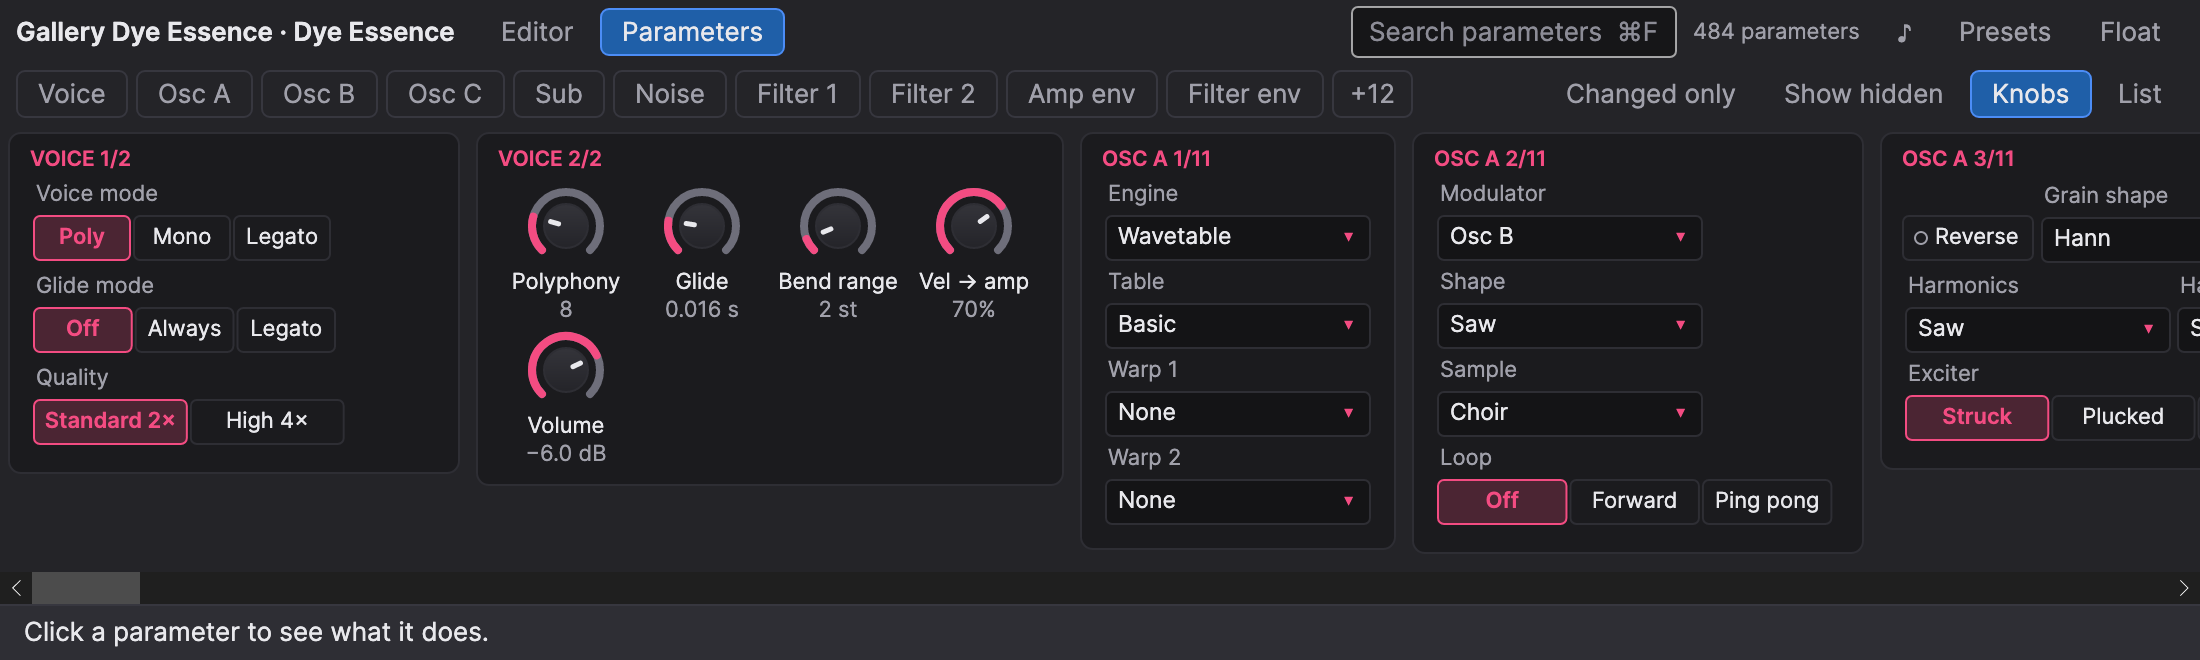 Gallery Dye Essence · Dye Essence Editor Parameters Search parameters ⌘F 484 parameters ♪ Presets Float
Voice Osc A Osc B Osc C Sub Noise Filter 1 Filter 2 Amp env Filter env +12 Changed only Show hidden Knobs List
VOICE 1/2
Voice mode
Poly Mono Legato
Glide mode
Off Always Legato
Quality
Standard 2× High 4×
VOICE 2/2
Polyphony Glide Bend range Vel → amp
8 0.016 s 2 st 70%
Volume
−6.0 dB
OSC A 1/11
Engine
Wavetable
Table
Basic
Warp 1
None
Warp 2
None
OSC A 2/11
Modulator
Osc B
Shape
Saw
Sample
Choir
Loop
Off Forward Ping pong
OSC A 3/11
Grain shape
Reverse Hann
Harmonics
Saw
Exciter
Struck Plucked
Click a parameter to see what it does.